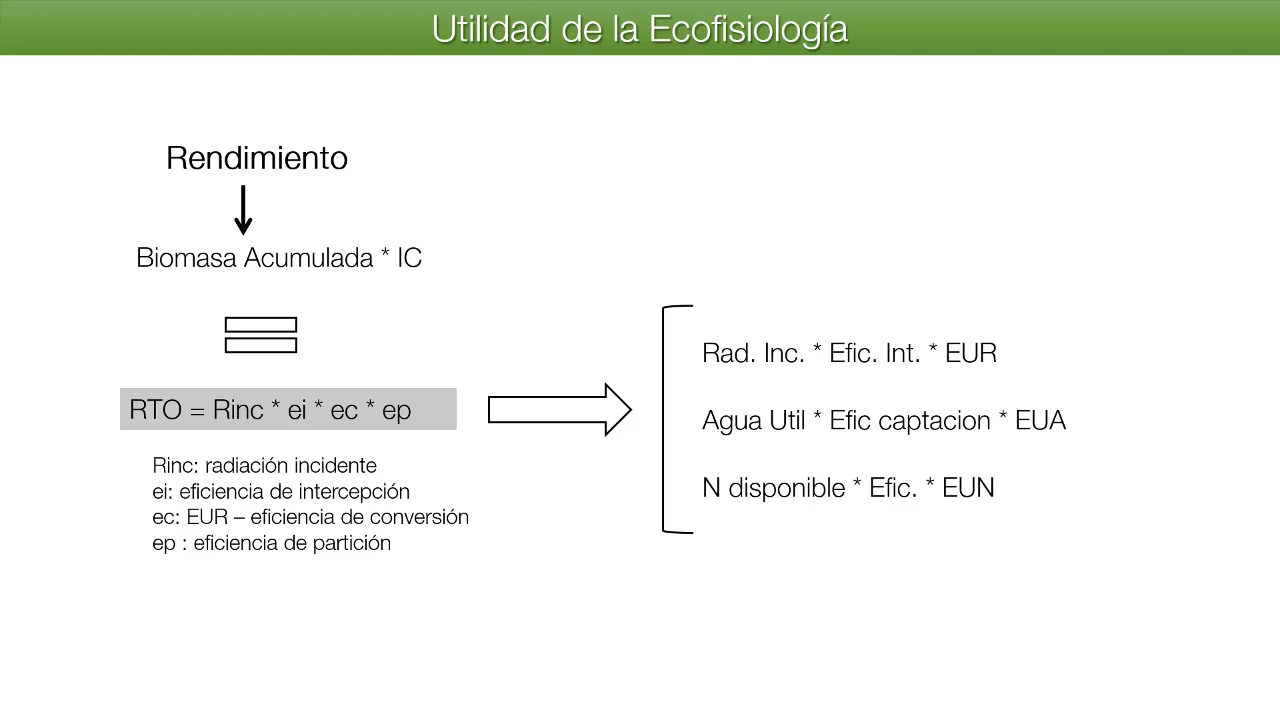 Utilidad de la Ecofisiología
Rendimiento
Biomasa Acumulada * IC
RTO = Rinc * ei * ec * ep
Rinc: radiación incidente
ei: eficiencia de intercepción
ec: EUR – eficiencia de conversión
ep : eficiencia de partición
Rad. Inc. * Efic. Int. * EUR
Agua Util * Efic captacion * EUA
N disponible * Efic. * EUN